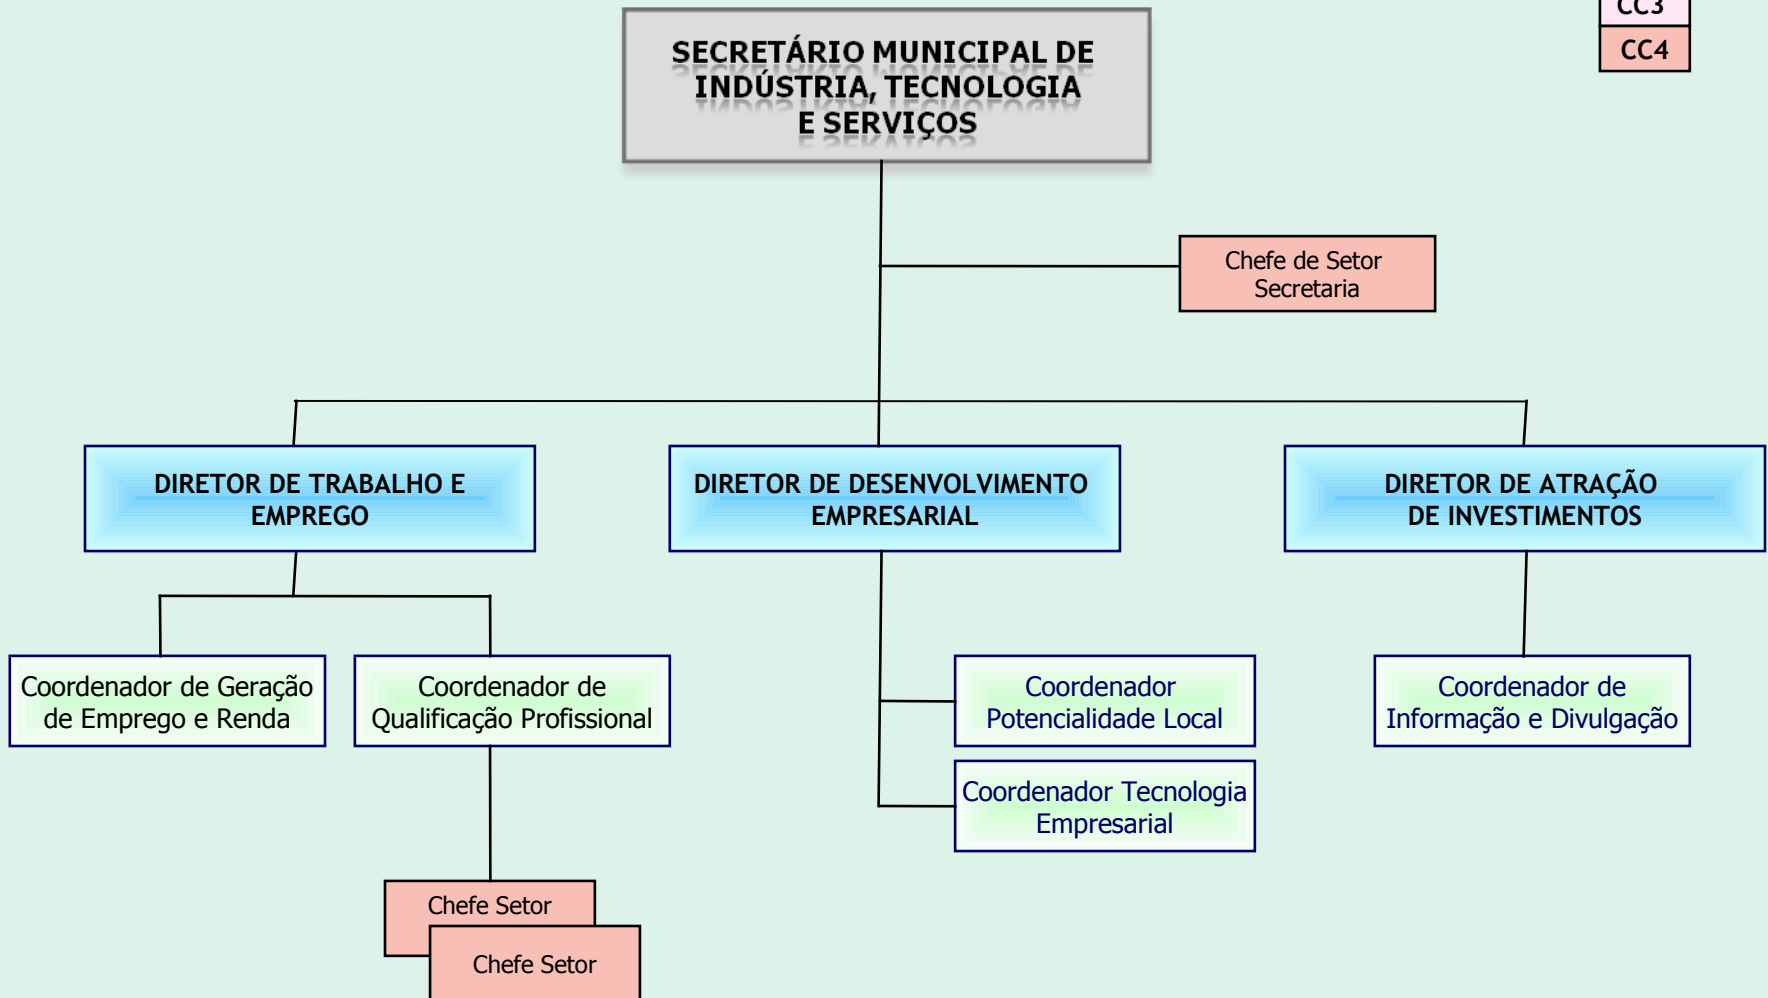 CC3
CC4
SECRETÁRIO MUNICIPAL DE
INDÚSTRIA, TECNOLOGIA
E SERVIÇOS
Chefe de Setor
Secretaria
DIRETOR DE TRABALHO E
EMPREGO
DIRETOR DE DESENVOLVIMENTO
EMPRESARIAL
DIRETOR DE ATRAÇÃO
DE INVESTIMENTOS
Coordenador de Geração
de Emprego e Renda
Coordenador de
Qualificação Profissional
Coordenador
Potencialidade Local
Coordenador de
Informação e Divulgação
Coordenador Tecnologia
Empresarial
Chefe Setor
Chefe Setor